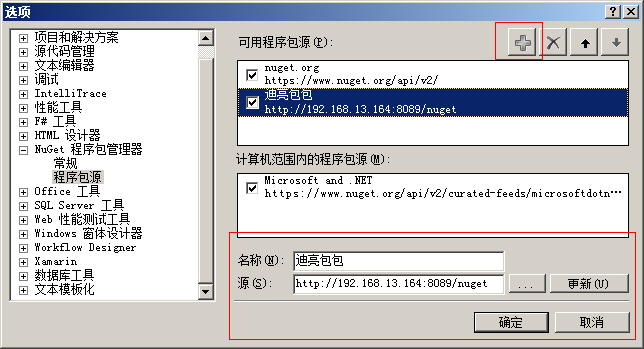 选项
项目和解决方案
源代码管理
文本编辑器
调试
IntelliTrace
性能工具
F# 工具
HTML 设计器
NuGet 程序包管理器
常规
程序包源
Office 工具
SQL Server 工具
Web 性能测试工具
Windows 窗体设计器
Workflow Designer
Xamarin
数据库工具
文本模板化
可用程序包源(P):
nuget.org
https://www.nuget.org/api/v2/
迪亮包包
http://192.168.13.164:8089/nuget
计算机范围内的程序包源(M):
Microsoft and .NET
https://www.nuget.org/api/v2/curated-feeds/microsoftdotn…
名称(N): 迪亮包包
源(S): http://192.168.13.164:8089/nuget ... 更新(U)
确定 取消